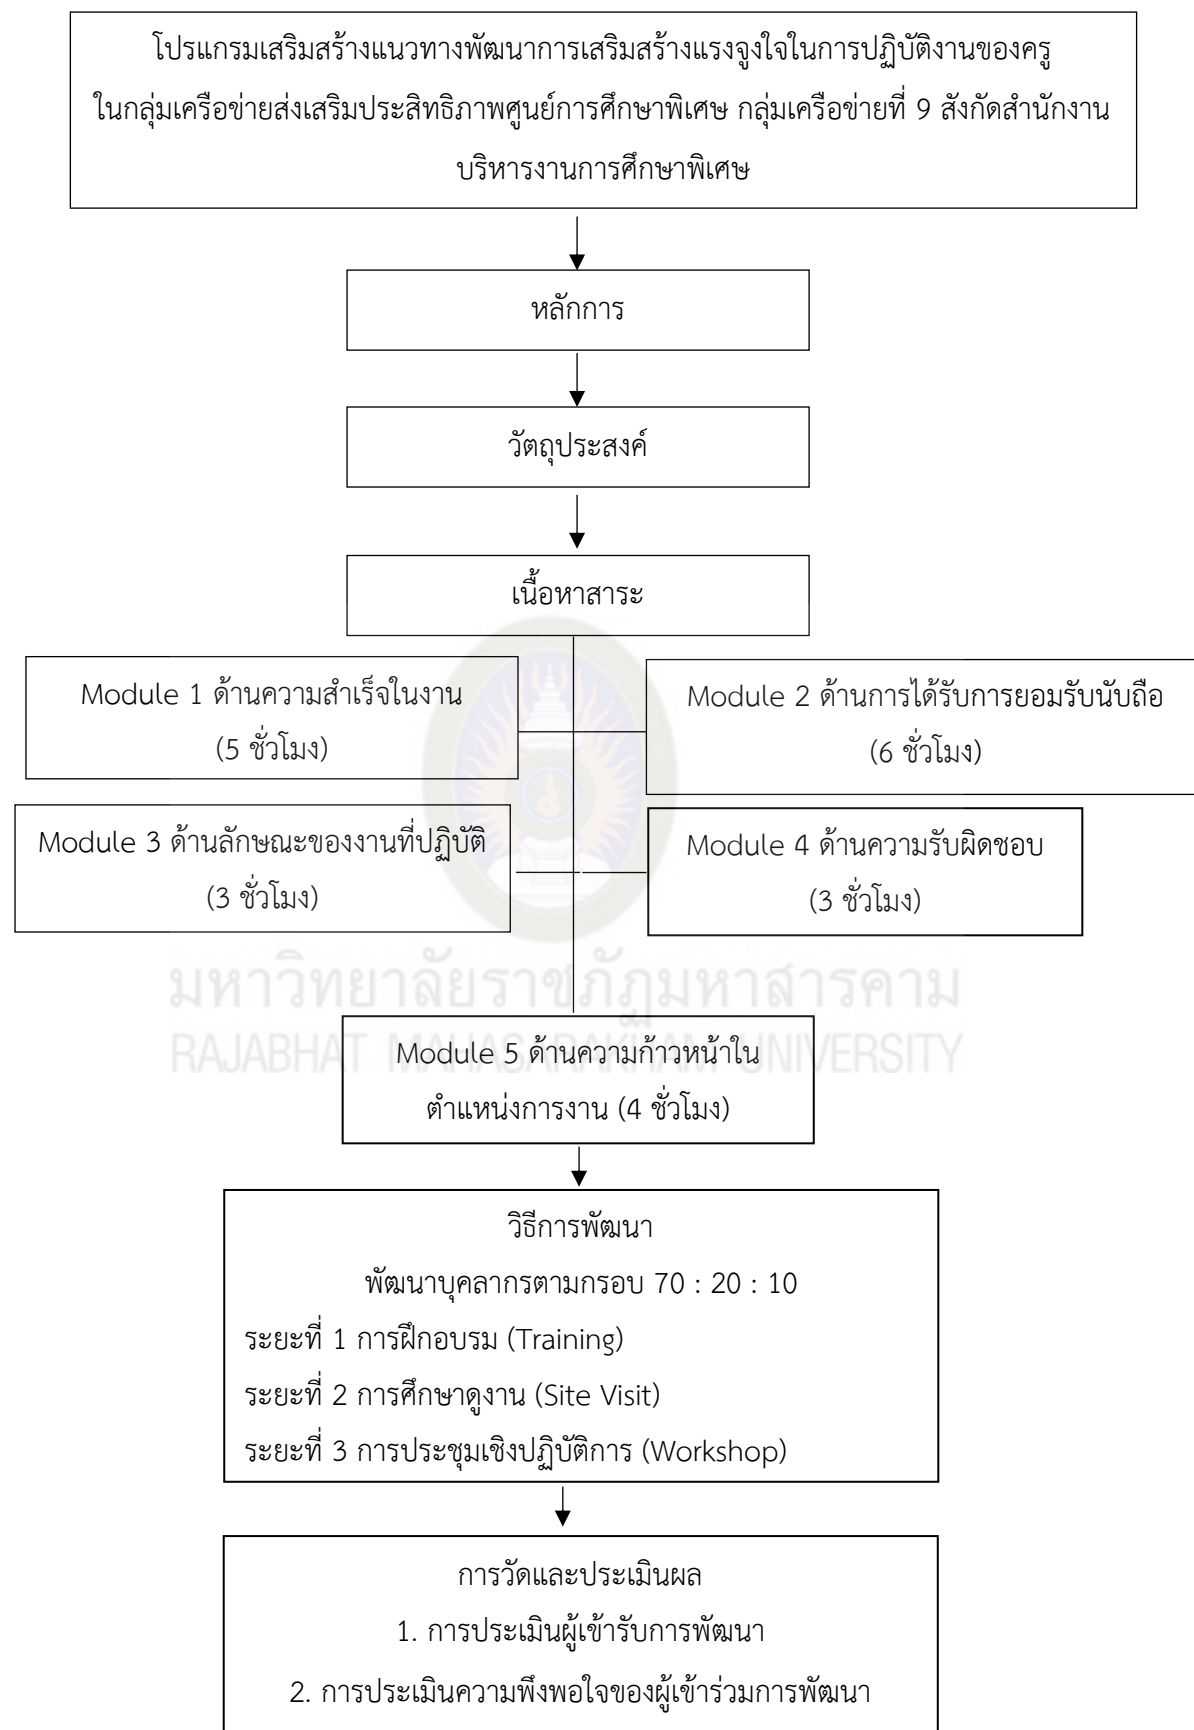 โปรแกรมเสริมสร้างแนวทางพัฒนาการเสริมสร้างแรงจูงใจในการปฏิบัติงานของครู
ในกลุ่มเครือข่ายส่งเสริมประสิทธิภาพศูนย์การศึกษาพิเศษ กลุ่มเครือข่ายที่ 9 สังกัดสำนักงาน
บริหารงานการศึกษาพิเศษ
หลักการ
วัตถุประสงค์
เนื้อหาสาระ
Module 1 ด้านความสำเร็จในงาน
(5 ชั่วโมง)
Module 2 ด้านการได้รับการยอมรับนับถือ
(6 ชั่วโมง)
Module 3 ด้านลักษณะของงานที่ปฏิบัติ
(3 ชั่วโมง)
Module 4 ด้านความรับผิดชอบ
(3 ชั่วโมง)
มหาวิทยาลัยราชภัฏมหาสารคาม
RAJABHAT MAHASARAKHAM UNIVERSITY
Module 5 ด้านความก้าวหน้าใน
ตำแหน่งการงาน (4 ชั่วโมง)
วิธีการพัฒนา
พัฒนาบุคลากรตามกรอบ 70 : 20 : 10
ระยะที่ 1 การฝึกอบรม (Training)
ระยะที่ 2 การศึกษาดูงาน (Site Visit)
ระยะที่ 3 การประชุมเชิงปฏิบัติการ (Workshop)
การวัดและประเมินผล
1. การประเมินผู้เข้ารับการพัฒนา
2. การประเมินความพึงพอใจของผู้เข้าร่วมการพัฒนา